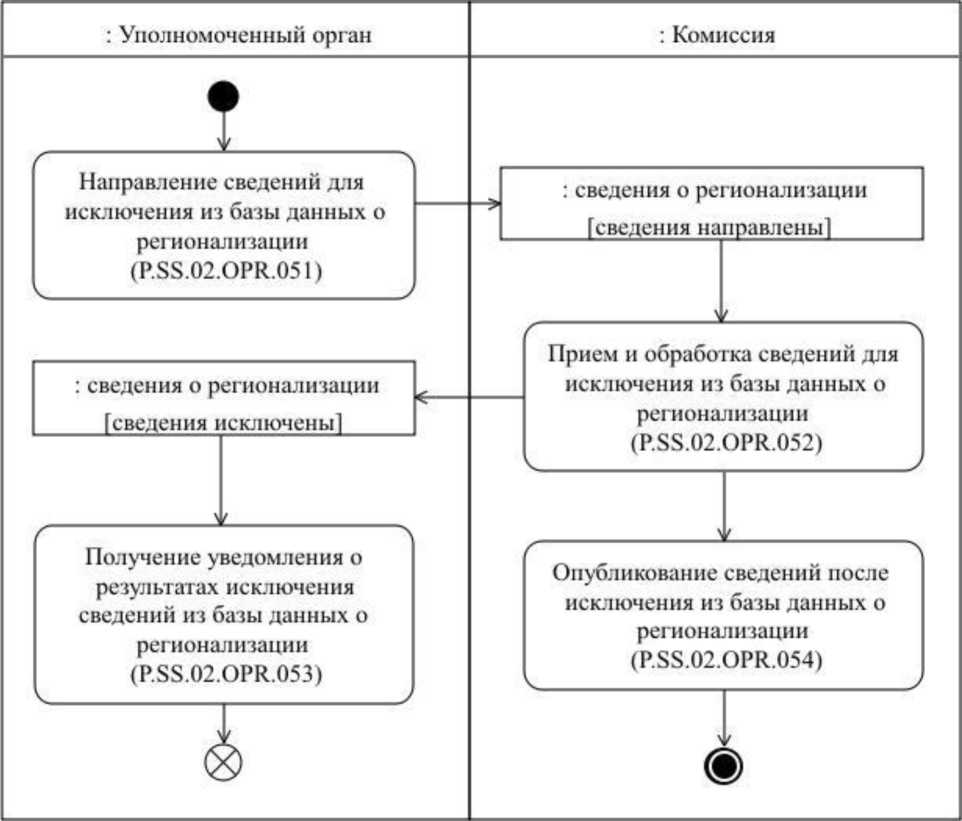 : Уполномоченный орган
: Комиссия
Направление сведений для
исключения из базы данных о
регионализации
(P.SS.02.OPR.051)
: сведения о регионализации
[сведения направлены]
Прием и обработка сведений для
исключения из базы данных о
регионализации
(P.SS.02.OPR.052)
: сведения о регионализации
[сведения исключены]
Получение уведомления о
результатах исключения
сведений из базы данных о
регионализации
(P.SS.02.OPR.053)
Опубликование сведений после
исключения из базы данных о
регионализации
(P.SS.02.OPR.054)